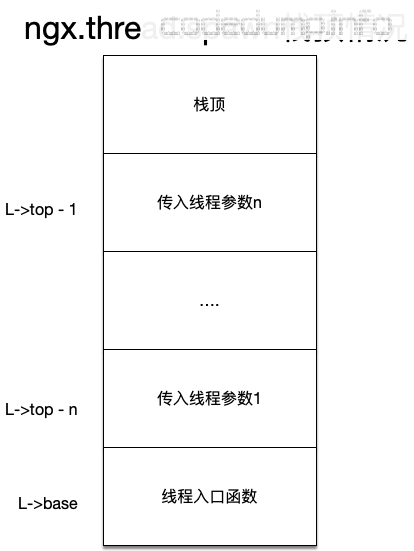 ngx.thre
栈顶
L->top - 1
传入线程参数n
....
L->top - n
传入线程参数1
L->base
线程入口函数